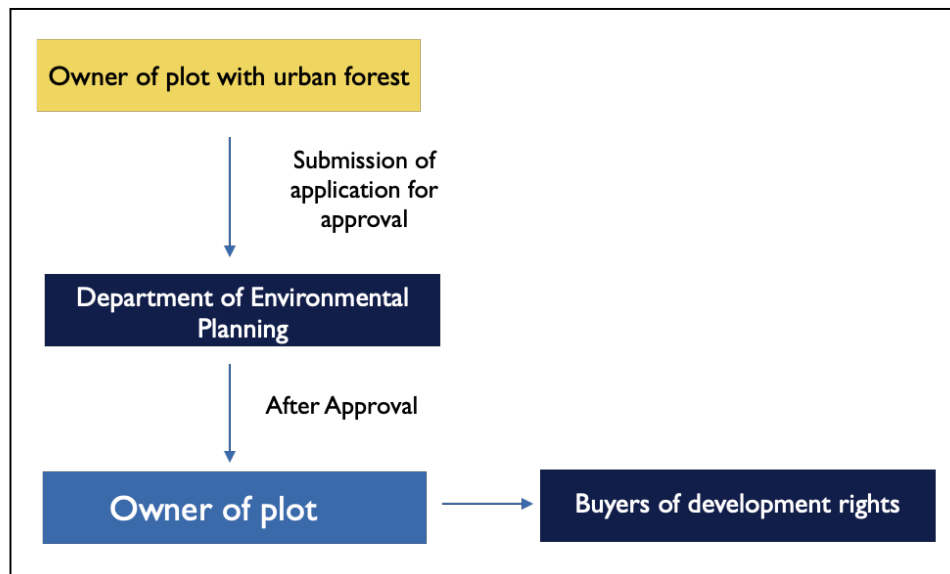 Owner of plot with urban forest
Submission of
application for
approval
Department of Environmental
Planning
After Approval
Owner of plot
Buyers of development rights